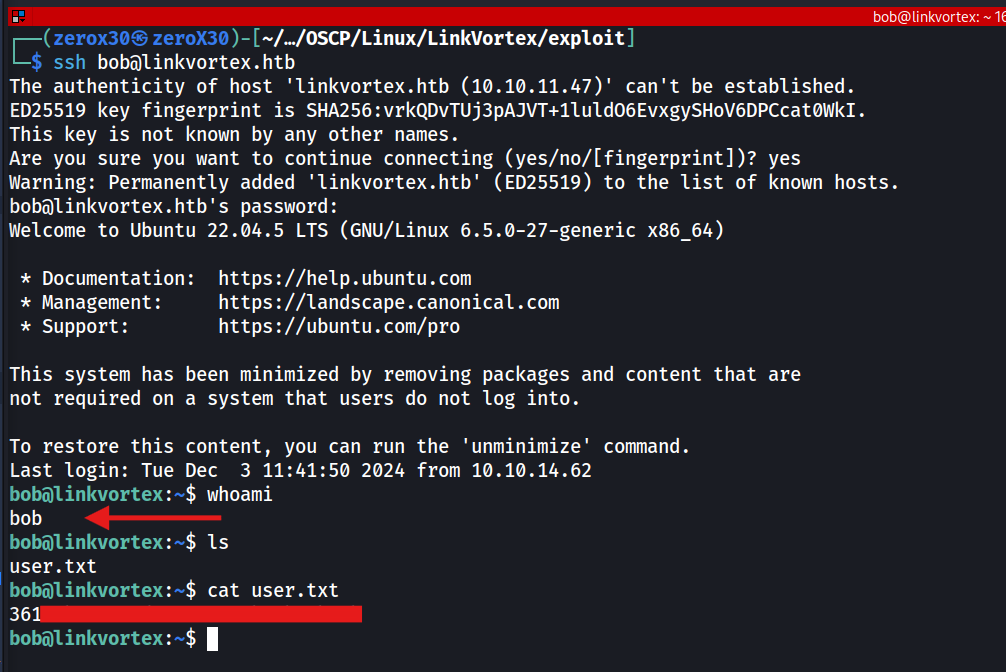 bob@linkvortex: ~ 16
┌──(zerox30㉿zeroX30)-[~/…/OSCP/Linux/LinkVortex/exploit]
└─$ ssh bob@linkvortex.htb
The authenticity of host 'linkvortex.htb (10.10.11.47)' can't be established.
ED25519 key fingerprint is SHA256:vrkQDvTUj3pAJVT+1luldO6EvxgySHoV6DPCcat0WkI.
This key is not known by any other names.
Are you sure you want to continue connecting (yes/no/[fingerprint])? yes
Warning: Permanently added 'linkvortex.htb' (ED25519) to the list of known hosts.
bob@linkvortex.htb's password:
Welcome to Ubuntu 22.04.5 LTS (GNU/Linux 6.5.0-27-generic x86_64)
* Documentation:  https://help.ubuntu.com
* Management:     https://landscape.canonical.com
* Support:        https://ubuntu.com/pro
This system has been minimized by removing packages and content that are
not required on a system that users do not log into.
To restore this content, you can run the 'unminimize' command.
Last login: Tue Dec  3 11:41:50 2024 from 10.10.14.62
bob@linkvortex:~$ whoami
bob
bob@linkvortex:~$ ls
user.txt
bob@linkvortex:~$ cat user.txt
361
bob@linkvortex:~$